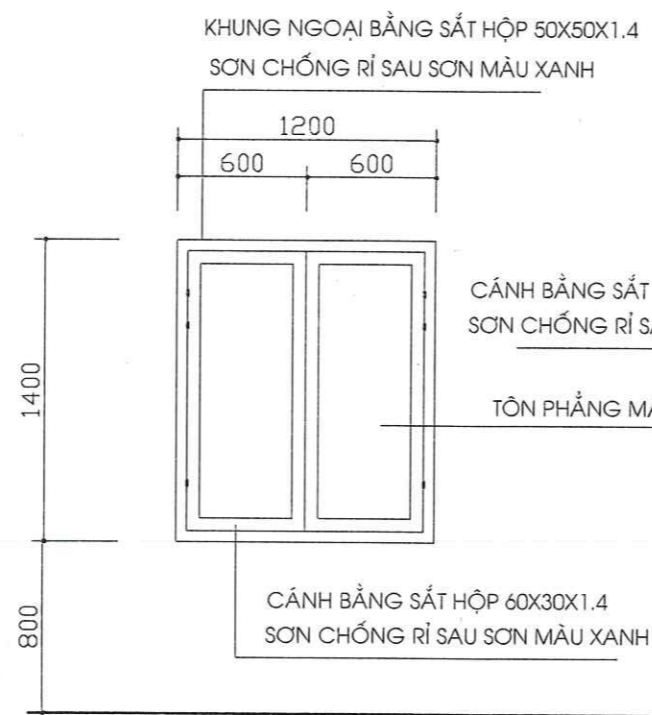 KHUNG NGOẠI BẰNG SẮT HỘP 50X50X1.4
SƠN CHỐNG RỈ SAU SƠN MÀU XANH
1200
600 600
CÁNH BẰNG SẮT
SƠN CHỐNG RỈ
1400
TÔN PHẲNG
CÁNH BẰNG SẮT HỘP 60X30X1.4
SƠN CHỐNG RỈ SAU SƠN MÀU XANH
800